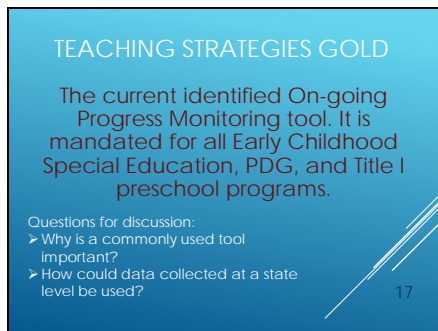 TEACHING STRATEGIES GOLD
The current identified On-going
Progress Monitoring tool. It is
mandated for all Early Childhood
Special Education, PDG, and Title I
preschool programs.
Questions for discussion:
➢ Why is a commonly used tool
important?
➢ How could data collected at a state
level be used?
17